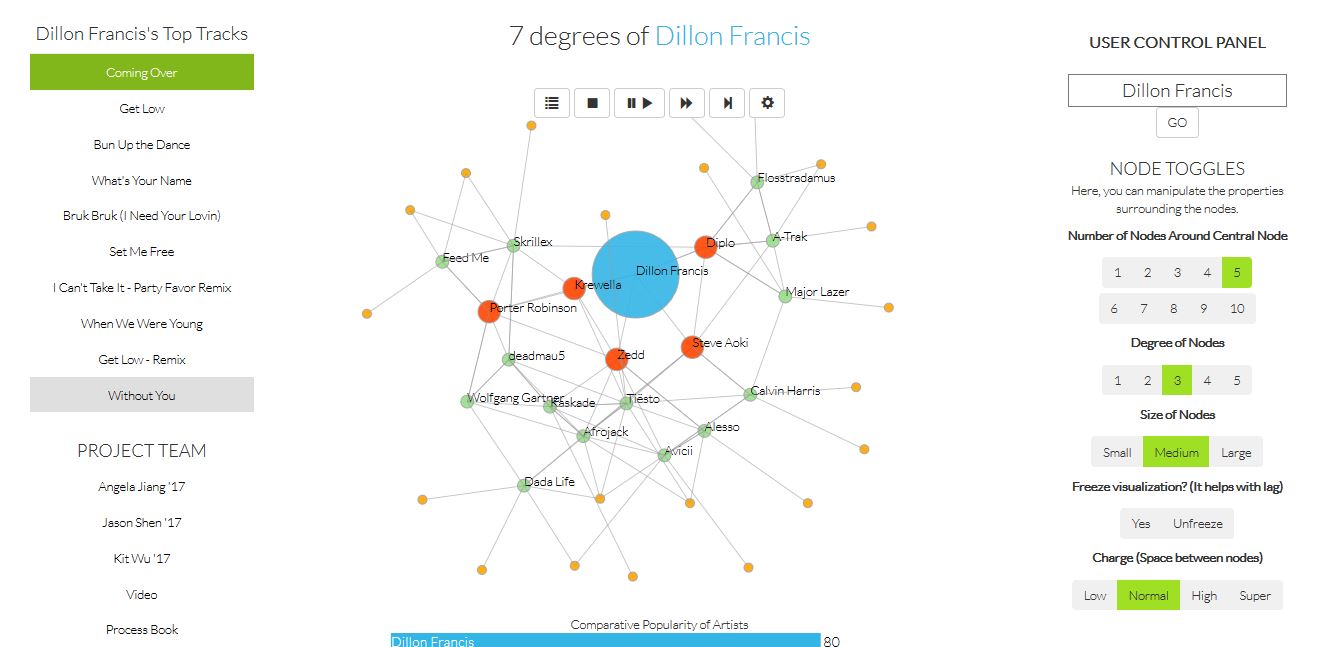 Dillon Francis's Top Tracks
Coming Over
Get Low
Bun Up the Dance
What's Your Name
Bruk Bruk (I Need Your Lovin)
Set Me Free
I Can't Take It - Party Favor Remix
When We Were Young
Get Low - Remix
Without You
PROJECT TEAM
Angela Jiang '17
Jason Shen '17
Kit Wu '17
Video
Process Book
7 degrees of Dillon Francis
Flosstradamus
Skrillex
Diplo
A-Trak
Feed Me
Dillon Francis
Krewella
Major Lazer
Porter Robinson
Steve Aoki
deadmau5
Zedd
Wolfgang Gartner
Kaskade
Tiësto
Calvin Harris
Afrojack
Alesso
Avicii
Dada Life
Comparative Popularity of Artists
Dillon Francis 80
USER CONTROL PANEL
Dillon Francis
GO
NODE TOGGLES
Here, you can manipulate the properties
surrounding the nodes.
Number of Nodes Around Central Node
1 2 3 4 5
6 7 8 9 10
Degree of Nodes
1 2 3 4 5
Size of Nodes
Small Medium Large
Freeze visualization? (It helps with lag)
Yes Unfreeze
Charge (Space between nodes)
Low Normal High Super